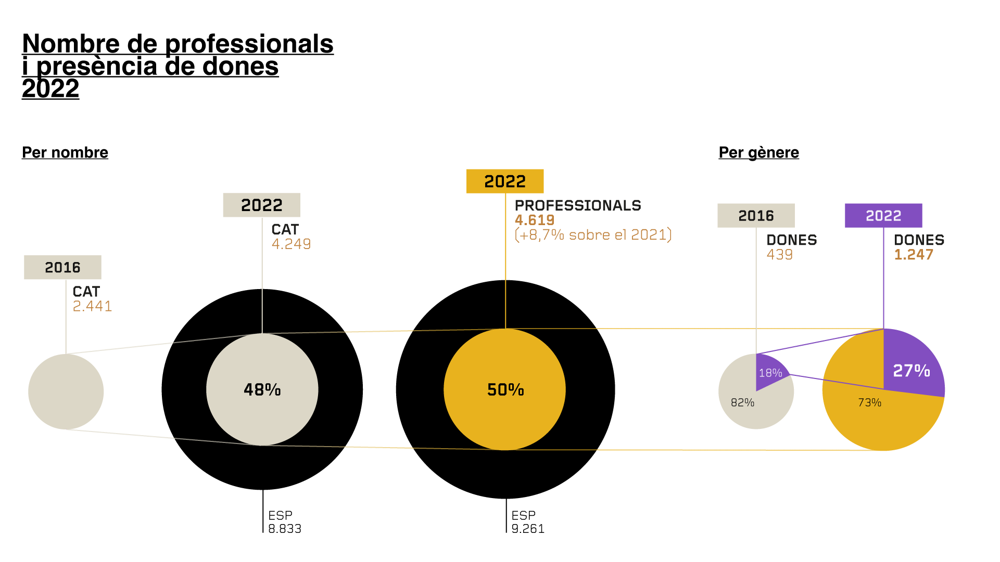 Nombre de professionals
i presència de dones
2022
Per nombre
2016
CAT
2.441
2022
CAT
4.249
48%
ESP
8.833
2022
PROFESSIONALS
4.619
(+8,7% sobre el 2021)
50%
ESP
9.261
Per gènere
2016
DONES
439
18%
82%
2022
DONES
1.247
27%
73%